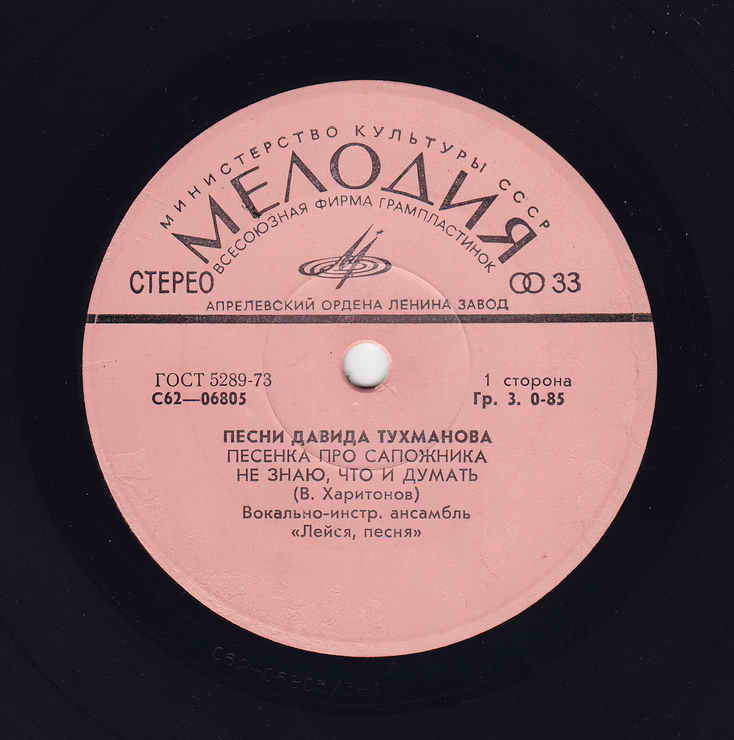 МИНИСТЕРСТВО КУЛЬТУРЫ СССР
МЕЛОДИЯ
ВСЕСОЮЗНАЯ ФИРМА ГРАМПЛАСТИНОК
СТЕРЕО
33
АПРЕЛЕВСКИЙ ОРДЕНА ЛЕНИНА ЗАВОД
ГОСТ 5289-73
1 сторона
С62—06805
Гр. 3. 0-85
ПЕСНИ ДАВИДА ТУХМАНОВА
ПЕСЕНКА ПРО САПОЖНИКА
НЕ ЗНАЮ, ЧТО И ДУМАТЬ
(В. Харитонов)
Вокально-инстр. ансамбль
«Лейся, песня»